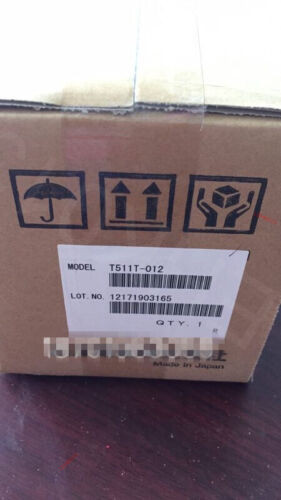 MODEL T511T-012
LOT.NO. 12171903165
QTY. 1
Made in Japan